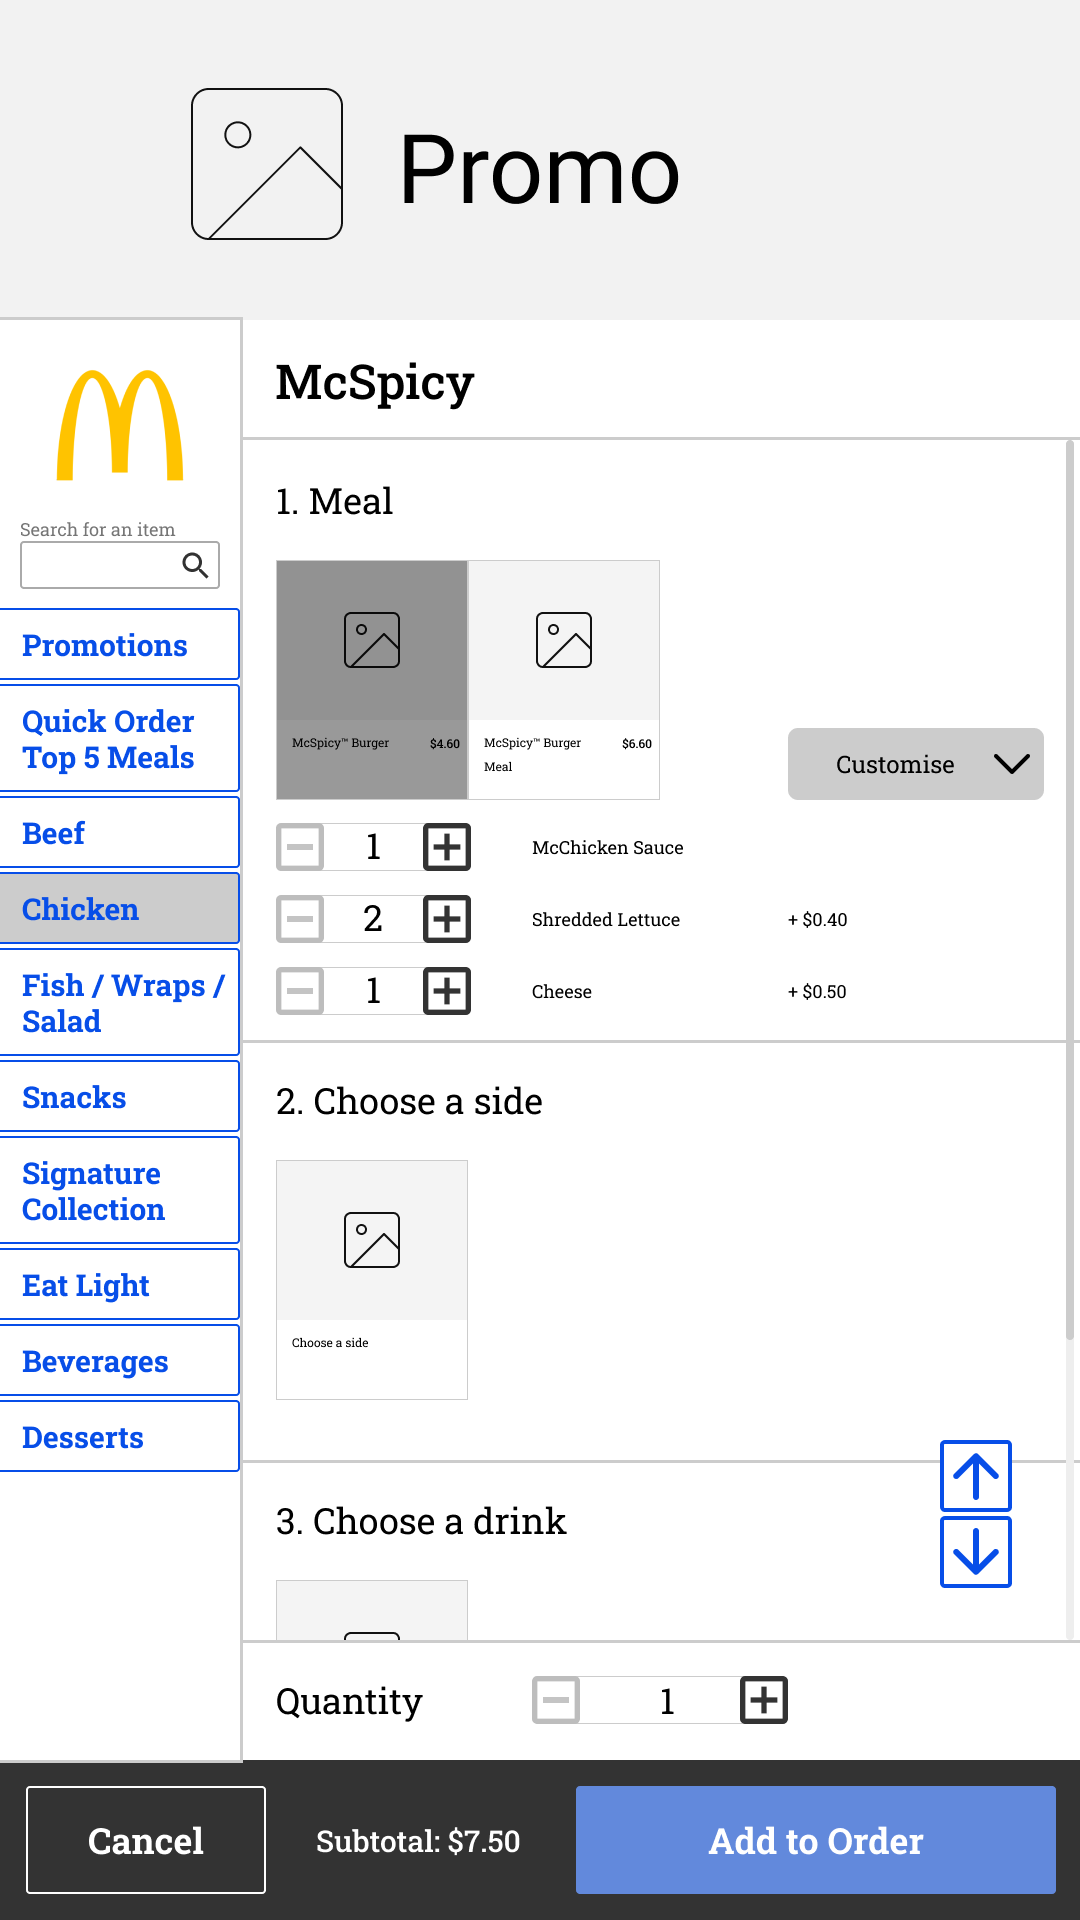 Promo
McSpicy
Search for an item
Promotions
Quick Order
Top 5 Meals
Beef
Chicken
Fish / Wraps /
Salad
Snacks
Signature
Collection
Eat Light
Beverages
Desserts
1. Meal
McSpicy™ Burger $4.60
McSpicy™ Burger $6.60
Meal
Customise
1 McChicken Sauce
2 Shredded Lettuce + $0.40
1 Cheese + $0.50
2. Choose a side
Choose a side
3. Choose a drink
Quantity 1
Cancel Subtotal: $7.50 Add to Order